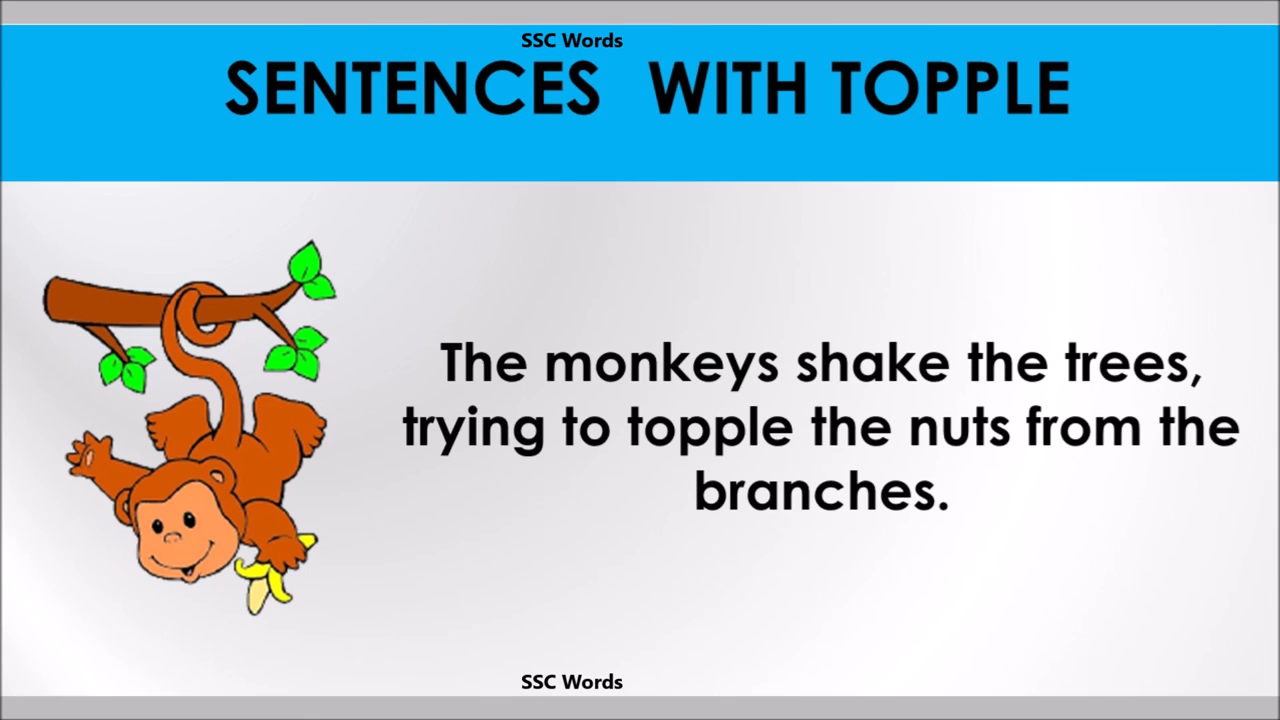 SSC Words
SENTENCES WITH TOPPLE
The monkeys shake the trees,
trying to topple the nuts from the
branches.
SSC Words